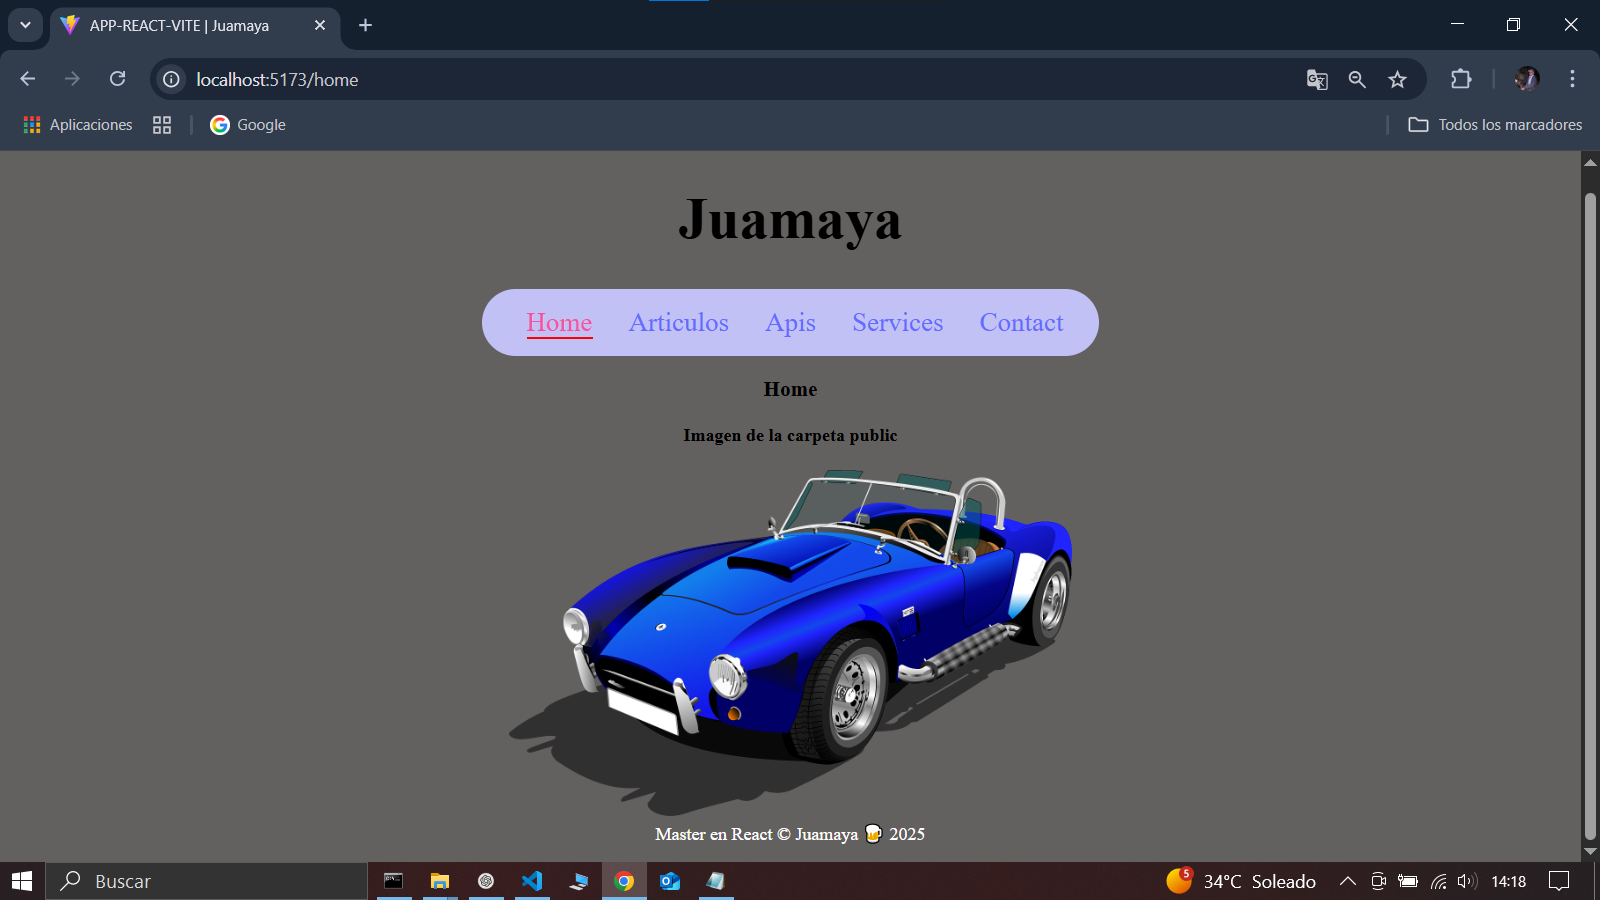 APP-REACT-VITE | Juamaya
localhost:5173/home
Aplicaciones
Google
Todos los marcadores
Juamaya
Home Articulos Apis Services Contact
Home
Imagen de la carpeta public
Master en React © Juamaya 🍺 2025
Buscar
5
34°C Soleado
14:18